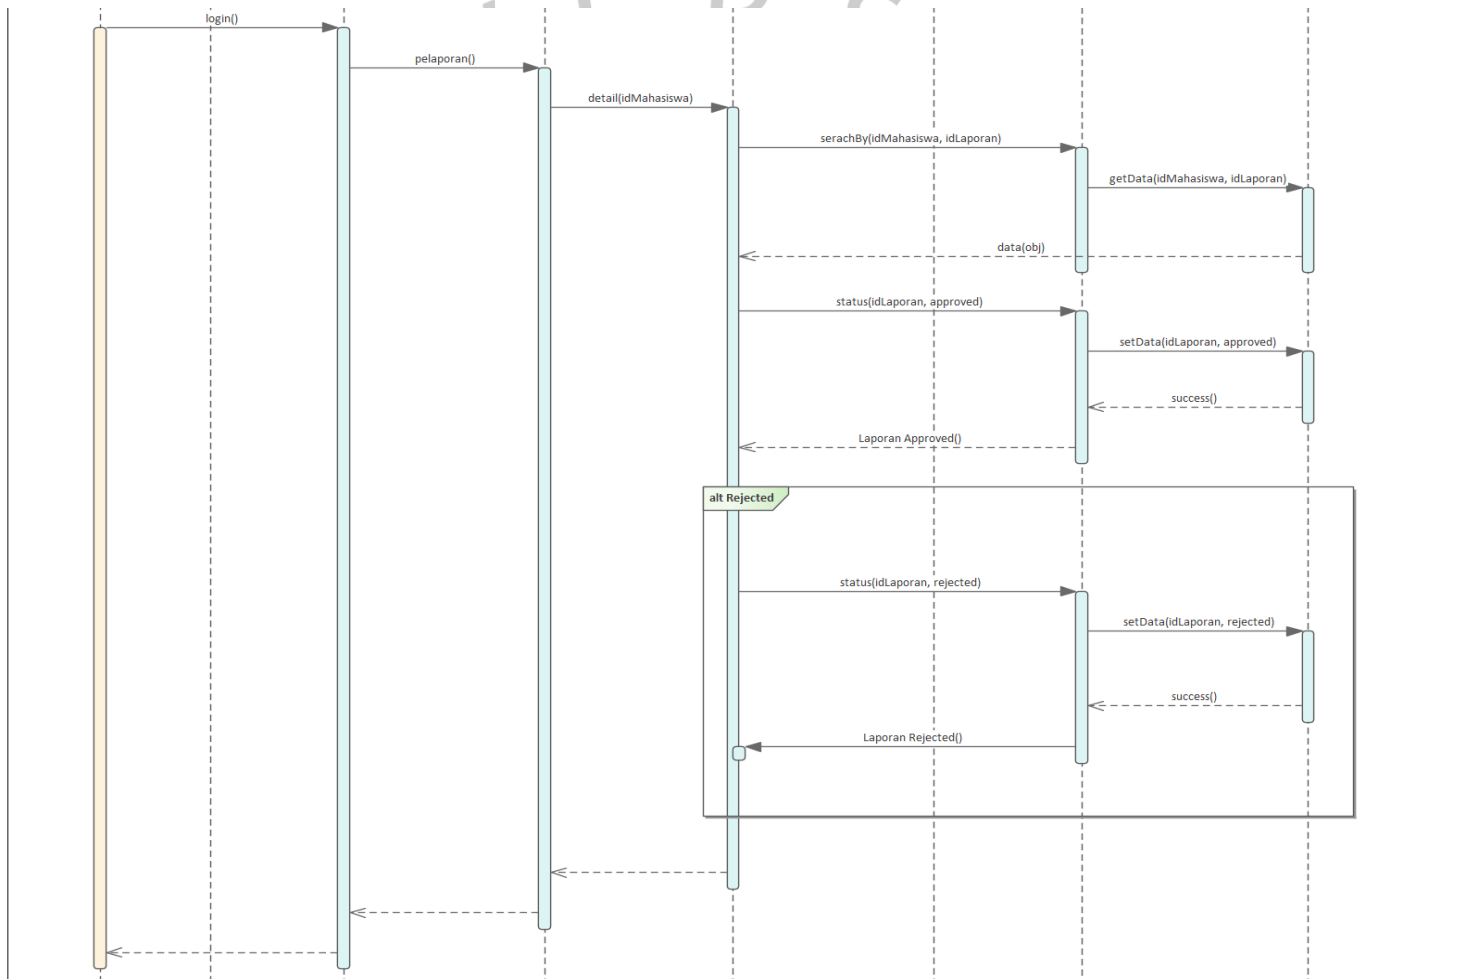 login()
pelaporan()
detail(idMahasiswa)
serachBy(idMahasiswa, idLaporan)
getData(idMahasiswa, idLaporan)
data(obj)
status(idLaporan, approved)
setData(idLaporan, approved)
success()
Laporan Approved()
alt Rejected
status(idLaporan, rejected)
setData(idLaporan, rejected)
success()
Laporan Rejected()